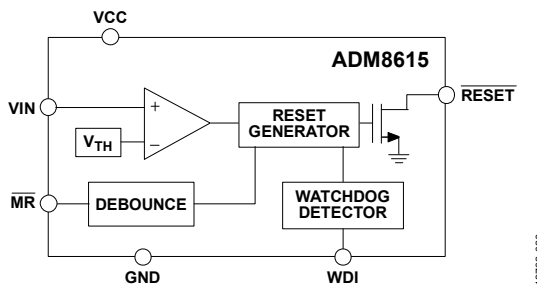 VCC
ADM8615
VIN
+
VTH
−
RESET
GENERATOR
RESET
MR
DEBOUNCE
WATCHDOG
DETECTOR
GND
WDI